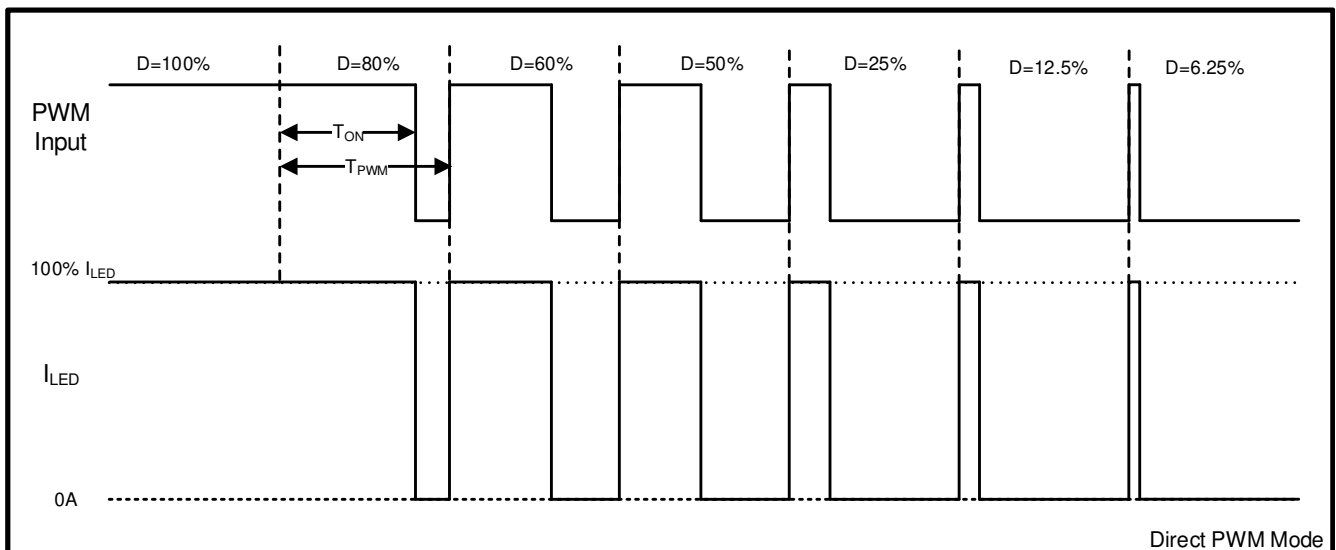 D=100% D=80% D=60% D=50% D=25% D=12.5% D=6.25%
PWM
Input
TON
TPWM
100% ILED
ILED
0A
Direct PWM Mode